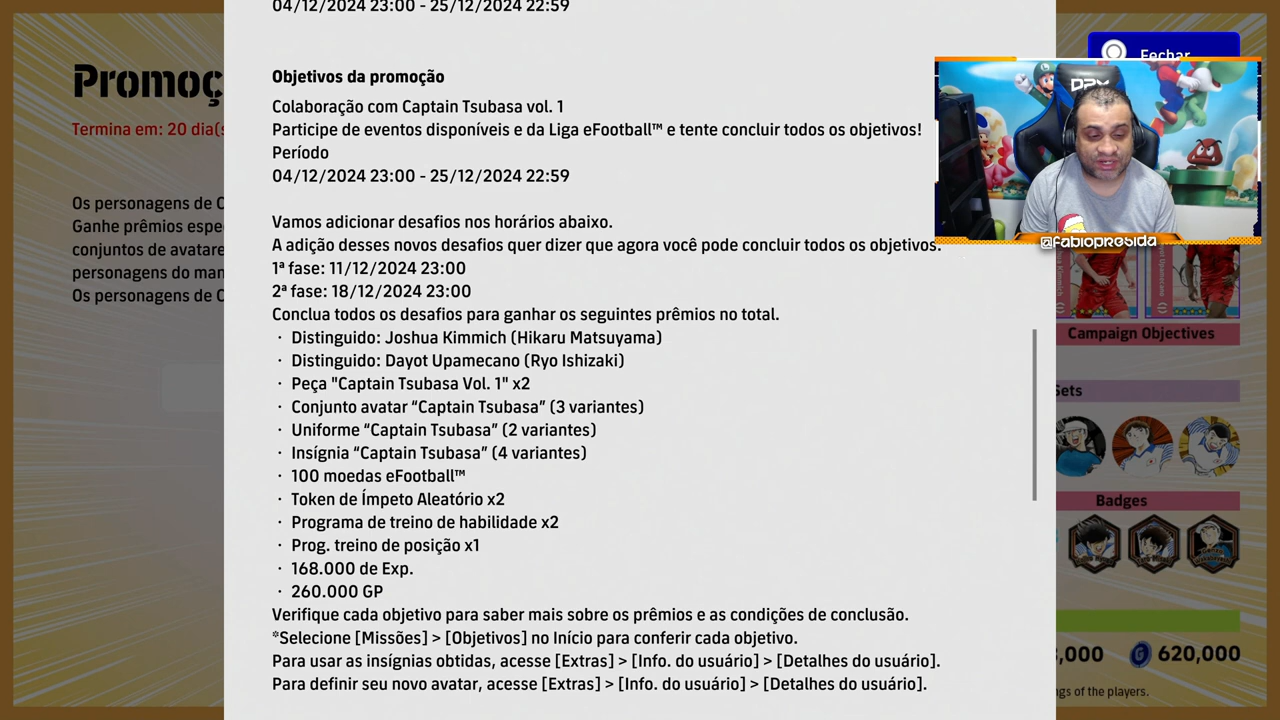 04/12/2024 23:00 - 25/12/2024 22:59
Promoç
Termina em: 20 dia(s
Os personagens de C
Ganhe prêmios espe
conjuntos de avatare
personagens do man
Os personagens de C
Objetivos da promoção
Colaboração com Captain Tsubasa vol. 1
Participe de eventos disponíveis e da Liga eFootball™ e tente concluir todos os objetivos!
Período
04/12/2024 23:00 - 25/12/2024 22:59
Vamos adicionar desafios nos horários abaixo.
A adição desses novos desafios quer dizer que agora você pode concluir todos os objetivos.
1ª fase: 11/12/2024 23:00
2ª fase: 18/12/2024 23:00
Conclua todos os desafios para ganhar os seguintes prêmios no total.
・ Distinguido: Joshua Kimmich (Hikaru Matsuyama)
・ Distinguido: Dayot Upamecano (Ryo Ishizaki)
・ Peça "Captain Tsubasa Vol. 1" x2
・ Conjunto avatar “Captain Tsubasa” (3 variantes)
・ Uniforme “Captain Tsubasa” (2 variantes)
・ Insígnia “Captain Tsubasa” (4 variantes)
・ 100 moedas eFootball™
・ Token de Ímpeto Aleatório x2
・ Programa de treino de habilidade x2
・ Prog. treino de posição x1
・ 168.000 de Exp.
・ 260.000 GP
Verifique cada objetivo para saber mais sobre os prêmios e as condições de conclusão.
*Selecione [Missões] > [Objetivos] no Início para conferir cada objetivo.
Para usar as insígnias obtidas, acesse [Extras] > [Info. do usuário] > [Detalhes do usuário].
Para definir seu novo avatar, acesse [Extras] > [Info. do usuário] > [Detalhes do usuário].
Fechar
@fabiopresida
Campaign Objectives
Sets
Badges
,000
620,000
ngs of the players.